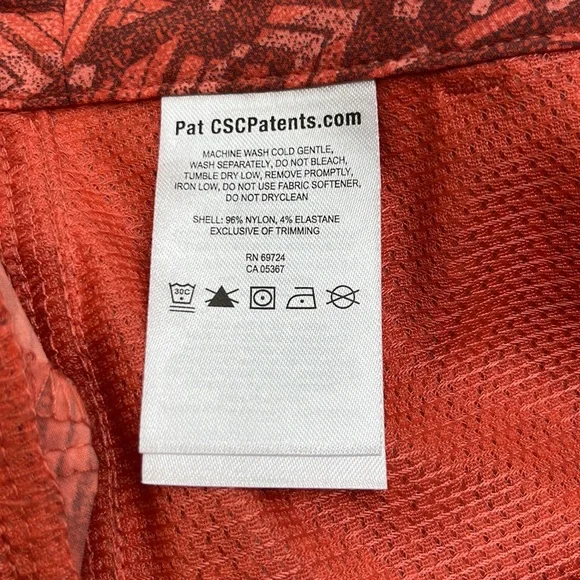 Pat CSCPatents.com
MACHINE WASH COLD GENTLE,
WASH SEPARATELY, DO NOT BLEACH,
TUMBLE DRY LOW, REMOVE PROMPTLY,
IRON LOW, DO NOT USE FABRIC SOFTENER,
DO NOT DRYCLEAN
SHELL: 96% NYLON, 4% ELASTANE
EXCLUSIVE OF TRIMMING
RN 69724
CA 05367
30C